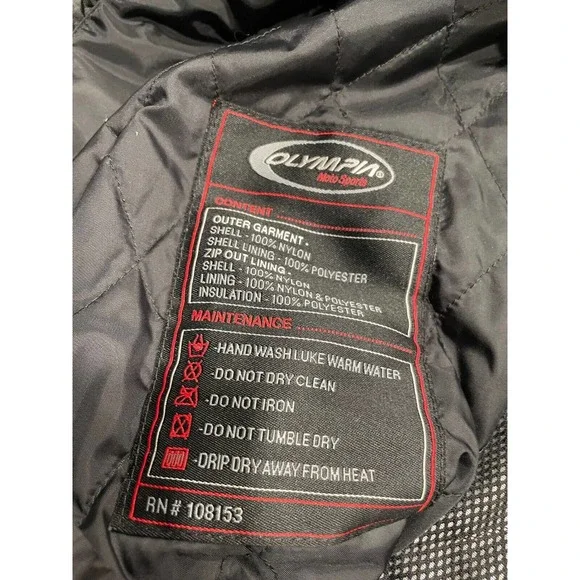 OLYMPIA®
Moto Sports
CONTENT
OUTER GARMENT -
SHELL - 100% NYLON
SHELL LINING - 100% POLYESTER
ZIP OUT LINING -
SHELL - 100% NYLON
LINING - 100% NYLON & POLYESTER
INSULATION - 100% POLYESTER
MAINTENANCE
-HAND WASH LUKE WARM WATER
-DO NOT DRY CLEAN
-DO NOT IRON
-DO NOT TUMBLE DRY
-DRIP DRY AWAY FROM HEAT
RN # 108153